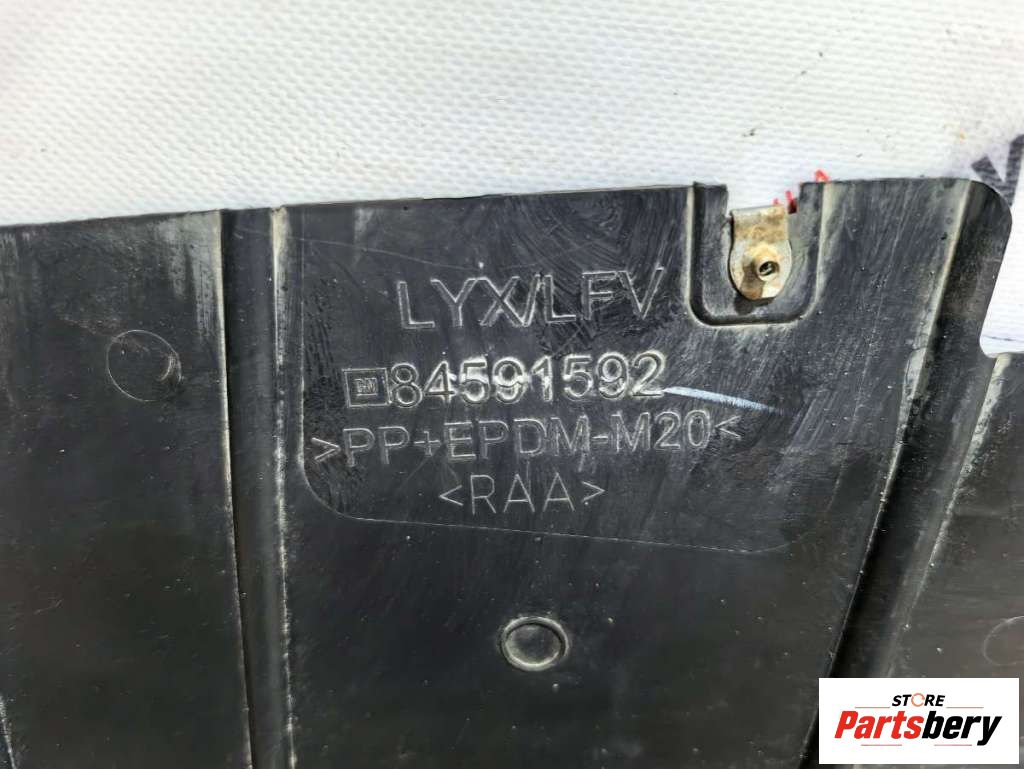 LYX/LFV
GM 84591592
>PP+EPDM-M20<
<RAA>
STORE
Partsbery